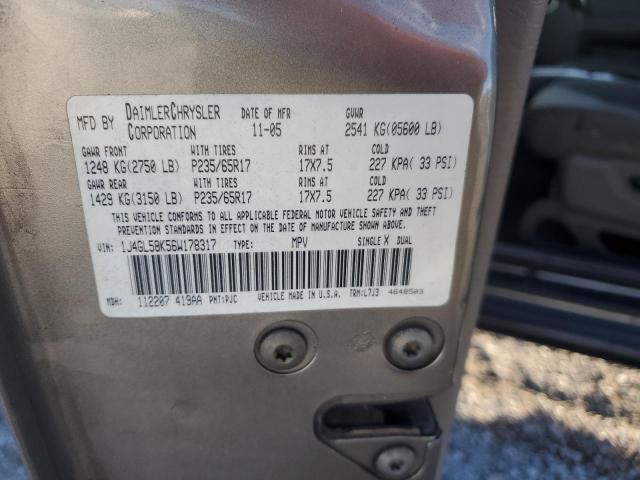 MFD BY DAIMLERCHRYSLER CORPORATION DATE OF MFR 11-05 GVWR 2541 KG(05600 LB)
GAWR FRONT WITH TIRES RIMS AT COLD
1248 KG(2750 LB) P235/65R17 17X7.5 227 KPA( 33 PSI)
GAWR REAR WITH TIRES RIMS AT COLD
1429 KG(3150 LB) P235/65R17 17X7.5 227 KPA( 33 PSI)
THIS VEHICLE CONFORMS TO ALL APPLICABLE FEDERAL MOTOR VEHICLE SAFETY AND THEFT
PREVENTION STANDARDS IN EFFECT ON THE DATE OF MANUFACTURE SHOWN ABOVE.
VIN: 1J4GL58K56W178317 TYPE: MPV SINGLE X DUAL
MDH: 112207 419AA PNT:PJC VEHICLE MADE IN U.S.A. TRM:L7J3 4648503